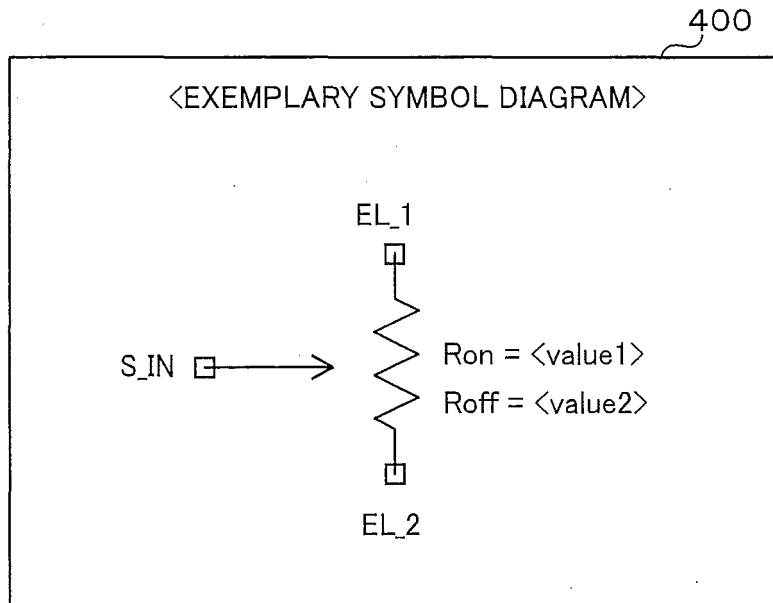 400
<EXEMPLARY SYMBOL DIAGRAM>
EL_1
S_IN
Ron = <value1>
Roff = <value2>
EL_2